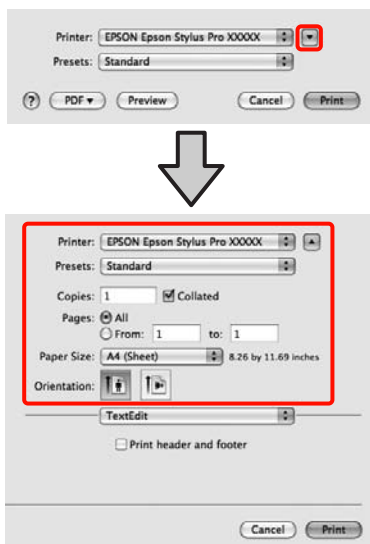 Printer: EPSON Epson Stylus Pro XXXXX
Presets: Standard
? PDF▼ Preview Cancel Print
Printer: EPSON Epson Stylus Pro XXXXX
Presets: Standard
Copies: 1 Collated
Pages: All
From: 1 to: 1
Paper Size: A4 (Sheet) 8.26 by 11.69 inches
Orientation:
TextEdit
Print header and footer
Cancel Print